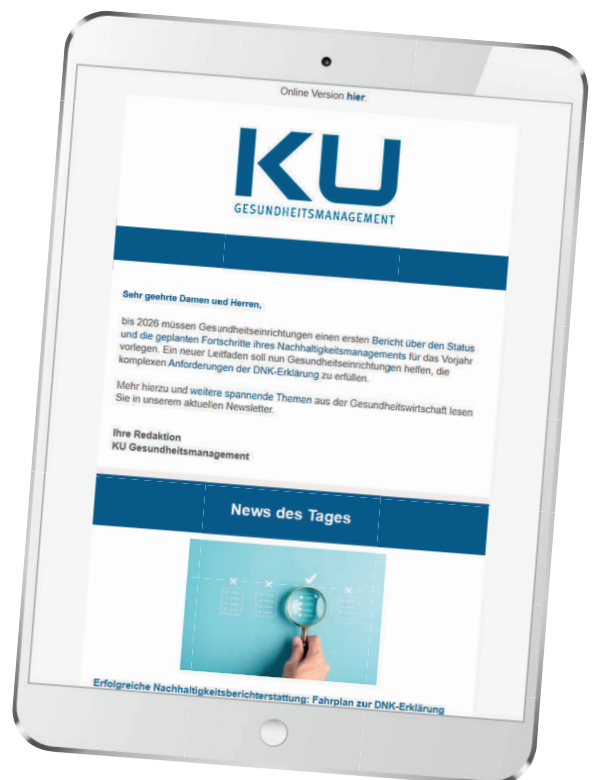 Online Version hier.
KU
GESUNDHEITSMANAGEMENT
Sehr geehrte Damen und Herren,
bis 2026 müssen Gesundheitseinrichtungen einen ersten Bericht über den Status
und die geplanten Fortschritte ihres Nachhaltigkeitsmanagements für das Vorjahr
vorlegen. Ein neuer Leitfaden soll nun Gesundheitseinrichtungen helfen, die
komplexen Anforderungen der DNK-Erklärung zu erfüllen.
Mehr hierzu und weitere spannende Themen aus der Gesundheitswirtschaft lesen
Sie in unserem aktuellen Newsletter.
Ihre Redaktion
KU Gesundheitsmanagement
News des Tages
Erfolgreiche Nachhaltigkeitsberichterstattung: Fahrplan zur DNK-Erklärung